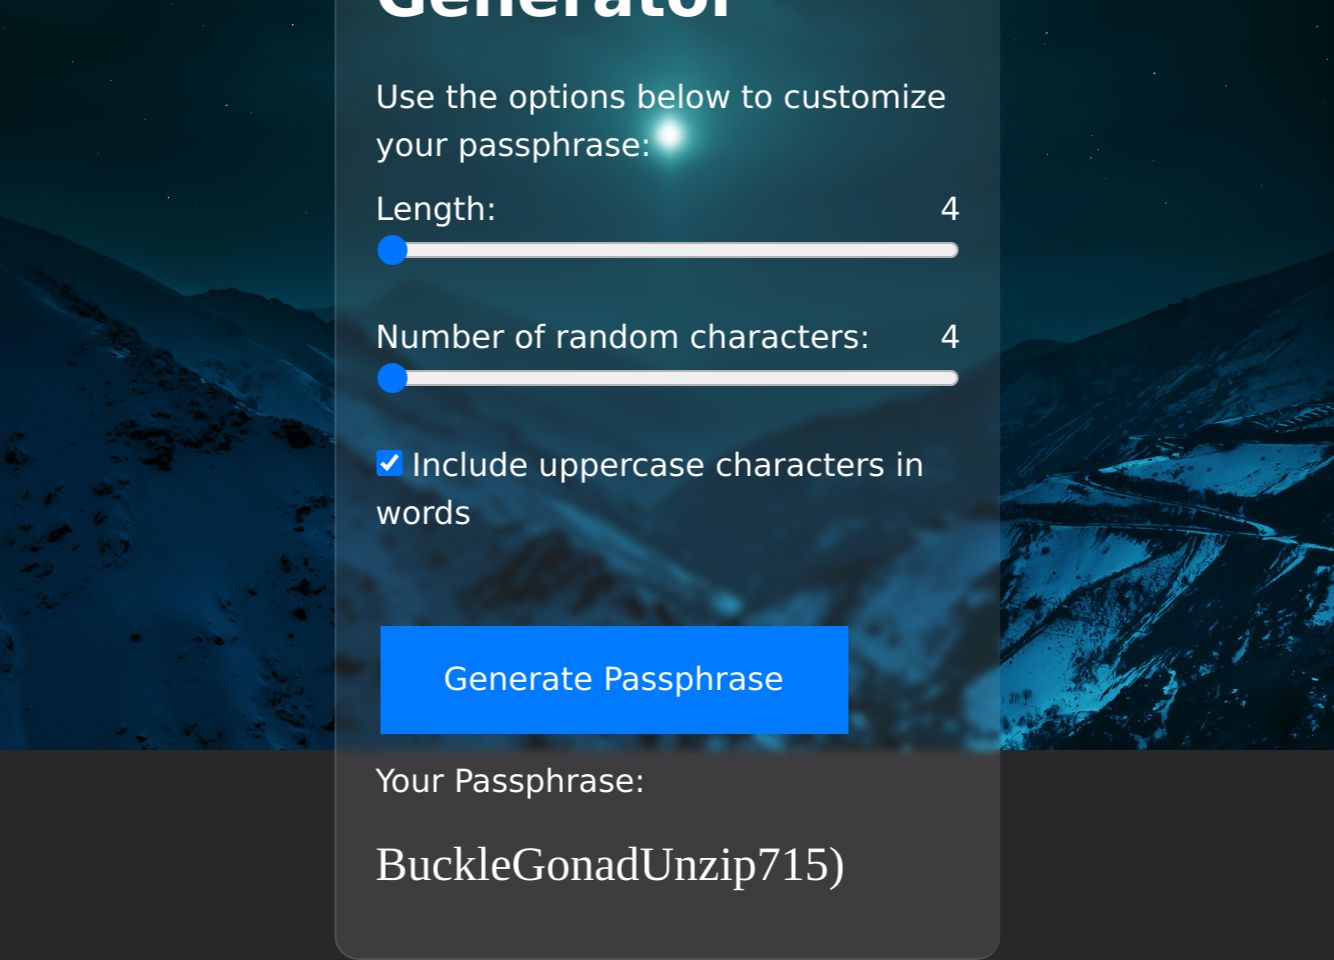 Generator
Use the options below to customize
your passphrase:
Length: 4
Number of random characters: 4
Include uppercase characters in
words
Generate Passphrase
Your Passphrase:
BuckleGonadUnzip715)